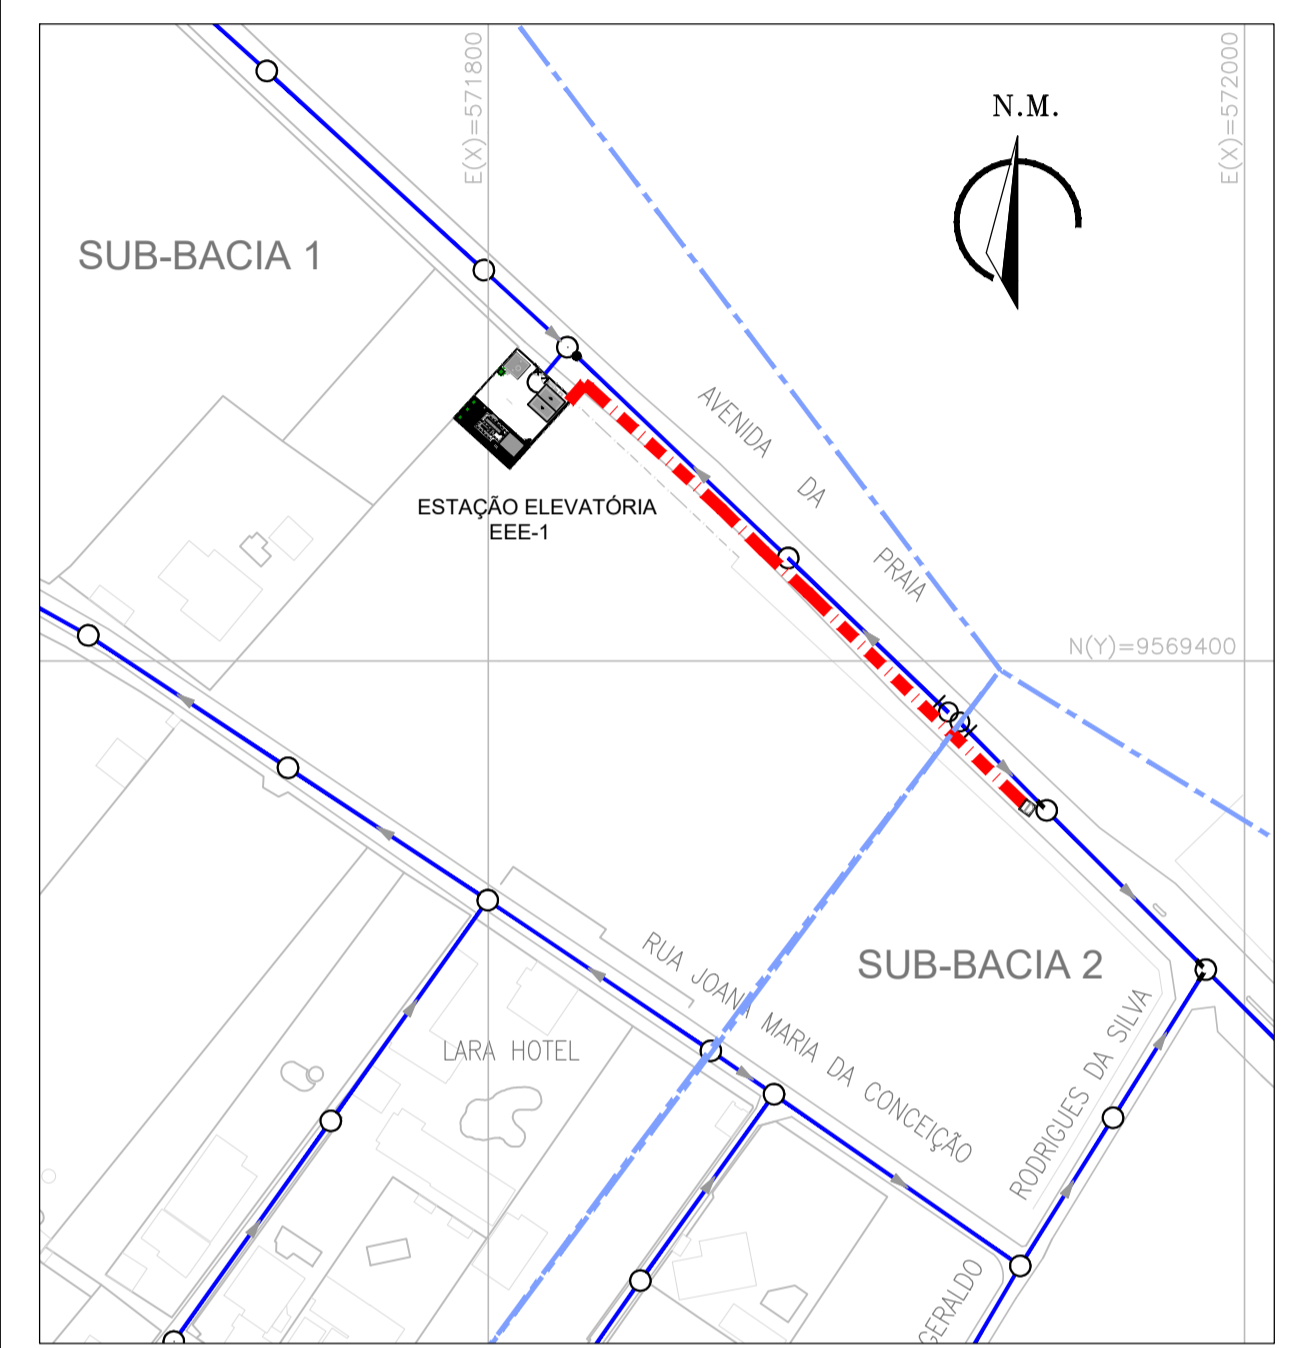 E(X)=571800
E(X)=572000
N.M.
SUB-BACIA 1
AVENIDA DA PRAIA
ESTAÇÃO ELEVATÓRIA
EEE-1
N(Y)=9569400
RUA JOANA MARIA DA CONCEIÇÃO
SUB-BACIA 2
LARA HOTEL
RODRIGUES DA SILVA
GERALDO